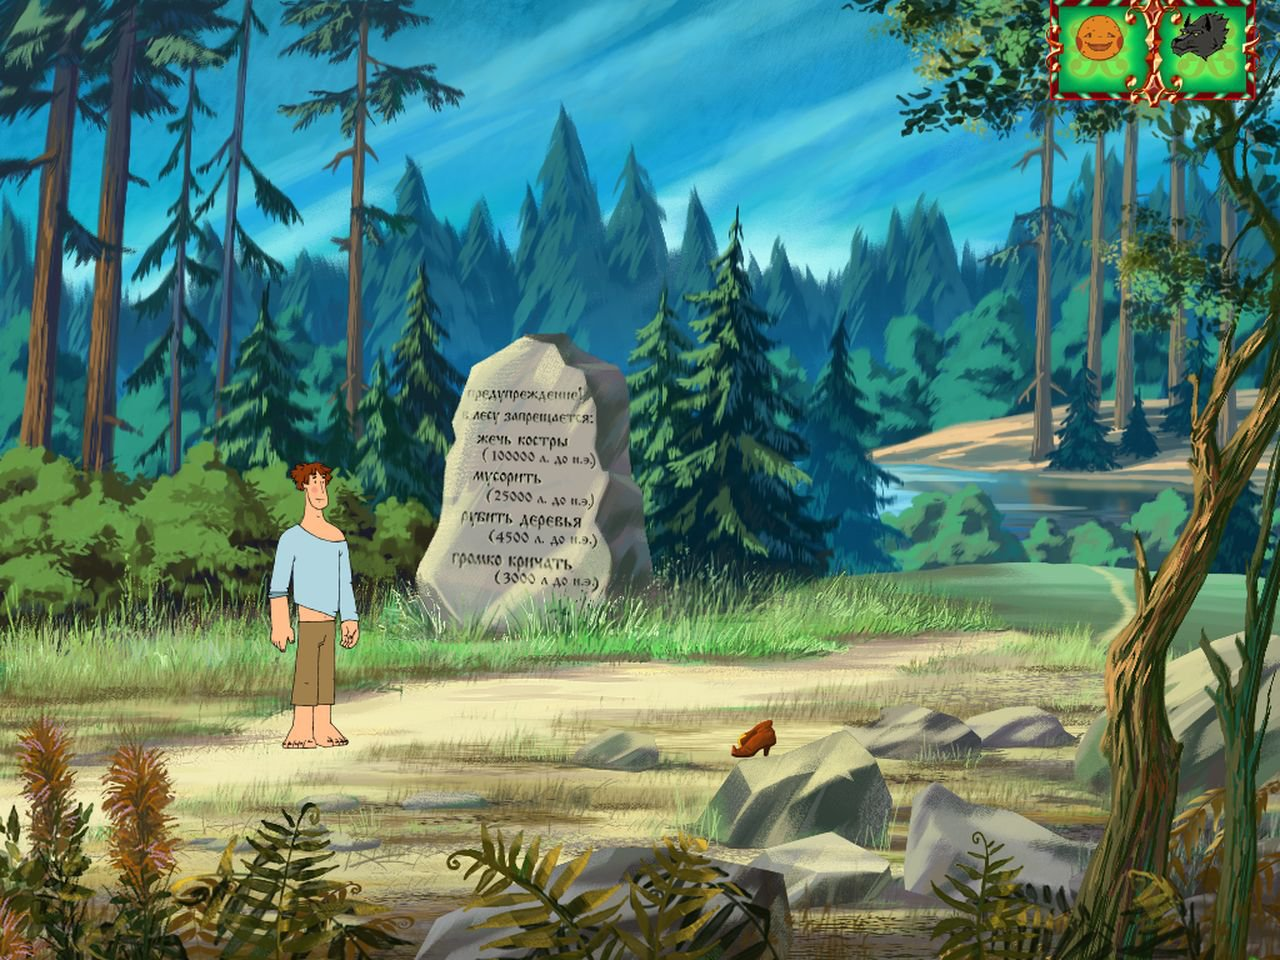 предупреждение!
в лесу запрещается:
жечь костры
(100000 л. до н.э.)
мусорить
(25000 л. до н.э.)
рубить деревья
(4500 л. до н.э.)
громко кричать
(3000 л до н.э.)